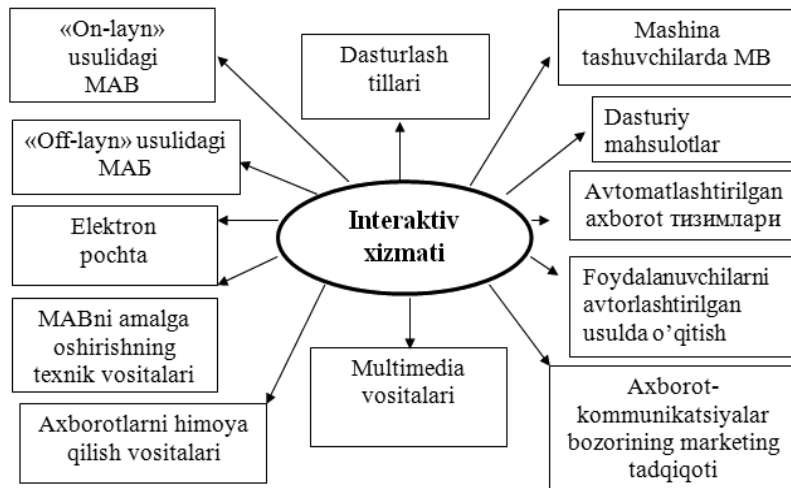 «On-layn»
usulidagi
MAB
Dasturlash
tillari
Mashina
tashuvchilarda MB
«Off-layn» usulidagi
МАБ
Dasturiy
mahsulotlar
Elektron
pochta
Interaktiv
xizmati
Avtomatlashtirilgan
axborot тизимлари
MABni amalga
oshirishning
texnik vositalari
Foydalanuvchilarni
avtorlashtirilgan
usulda o’qitish
Multimedia
vositalari
Axborotlarni himoya
qilish vositalari
Axborot-
kommunikatsiyalar
bozorining marketing
tadqiqoti